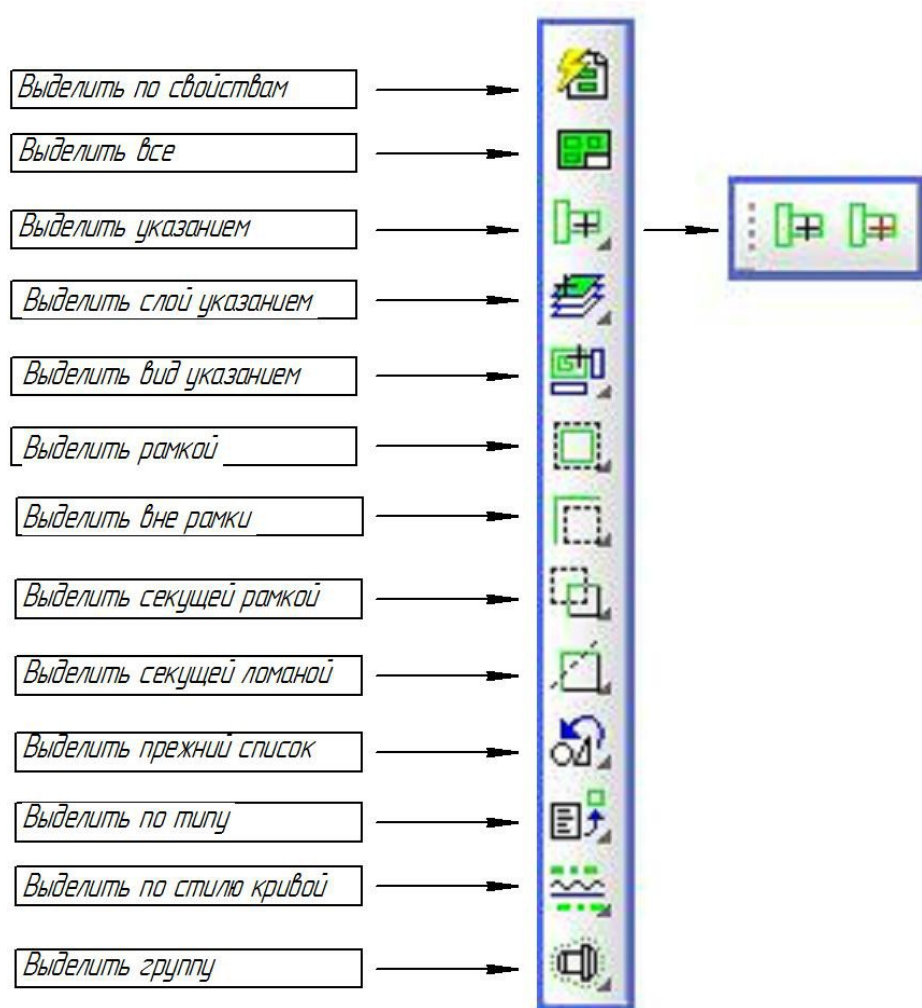 Выделить по свойствам
Выделить все
Выделить указанием
Выделить слой указанием
Выделить вид указанием
Выделить рамкой
Выделить вне рамки
Выделить секущей рамкой
Выделить секущей ломаной
Выделить прежний список
Выделить по типу
Выделить по стилю кривой
Выделить группу